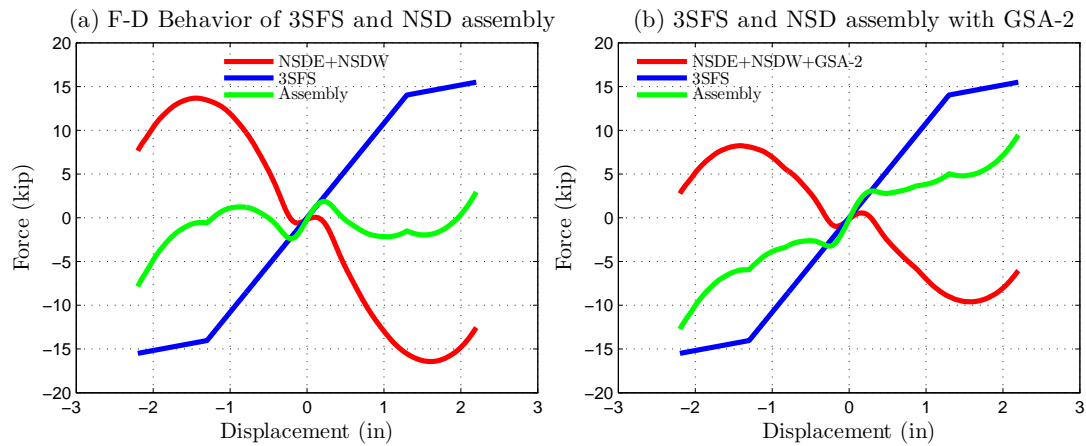 (a) F-D Behavior of 3SFS and NSD assembly
20
15
10
5
0
−5
−10
−15
−20
Force (kip)
NSDE+NSDW
3SFS
Assembly
−3 −2 −1 0 1 2 3
Displacement (in)
(b) 3SFS and NSD assembly with GSA-2
20
15
10
5
0
−5
−10
−15
−20
Force (kip)
NSDE+NSDW+GSA-2
3SFS
Assembly
−3 −2 −1 0 1 2 3
Displacement (in)